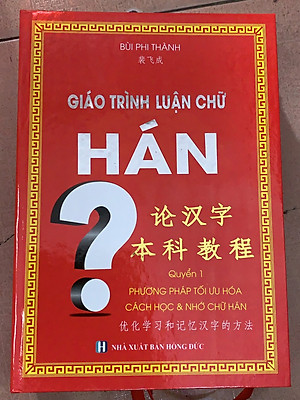 BÙI PHI THÀNH
裴飞成
GIÁO TRÌNH LUẬN CHỮ
HÁN
?
论汉字
本科教程
Quyển 1
PHƯƠNG PHÁP TỐI ƯU HÓA
CÁCH HỌC & NHỚ CHỮ HÁN
优化学习和记忆汉字的方法
H NHÀ XUẤT BẢN HỒNG ĐỨC